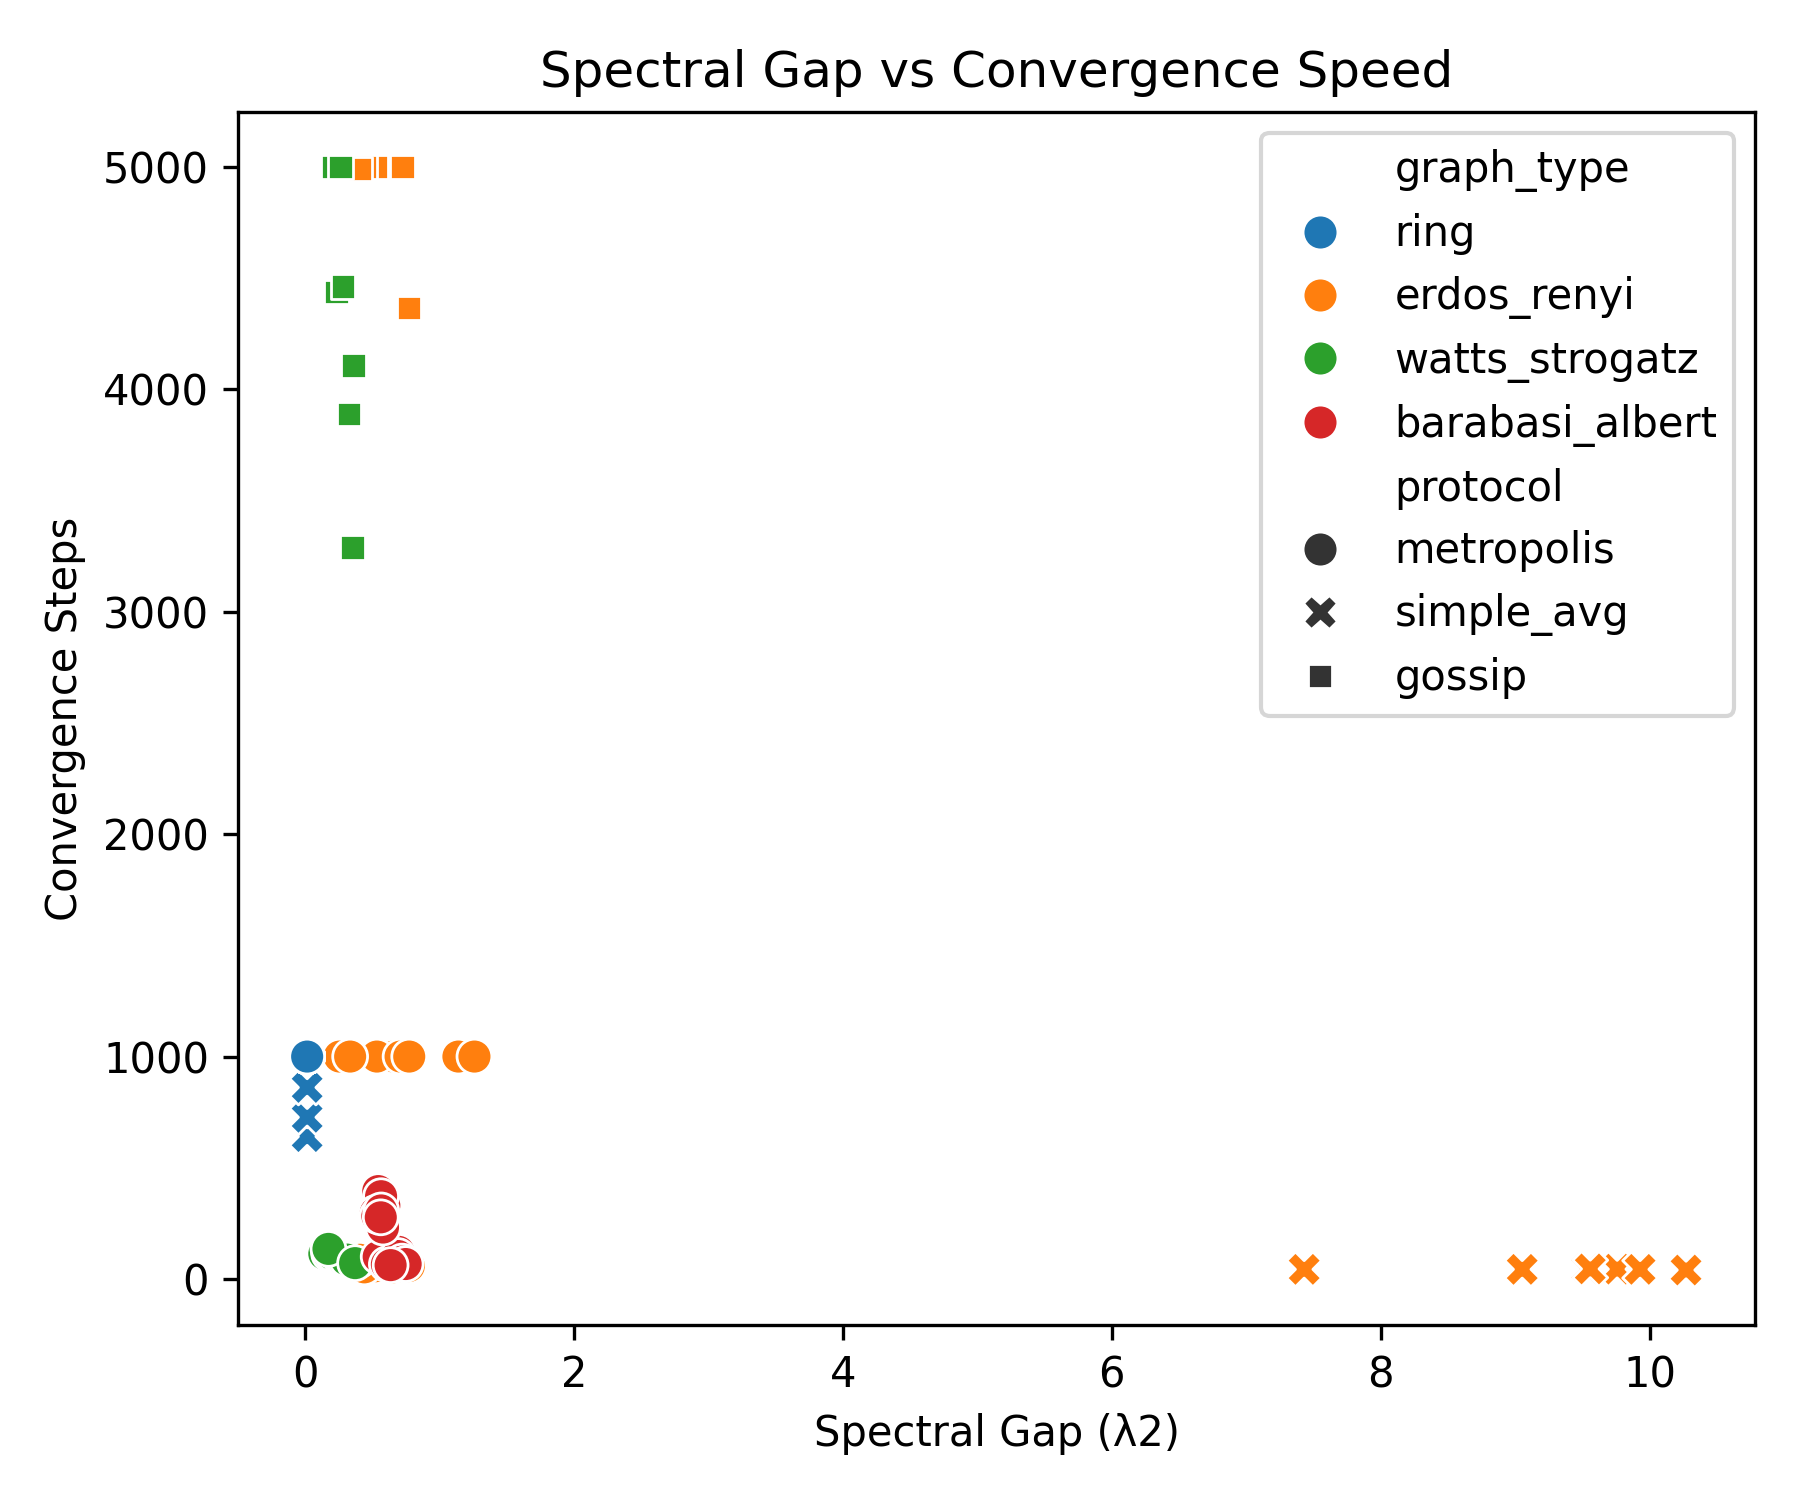 Spectral Gap vs Convergence Speed
5000
4000
3000
2000
1000
0
Convergence Steps
graph_type
ring
erdos_renyi
watts_strogatz
barabasi_albert
protocol
metropolis
simple_avg
gossip
0 2 4 6 8 10
Spectral Gap (λ2)